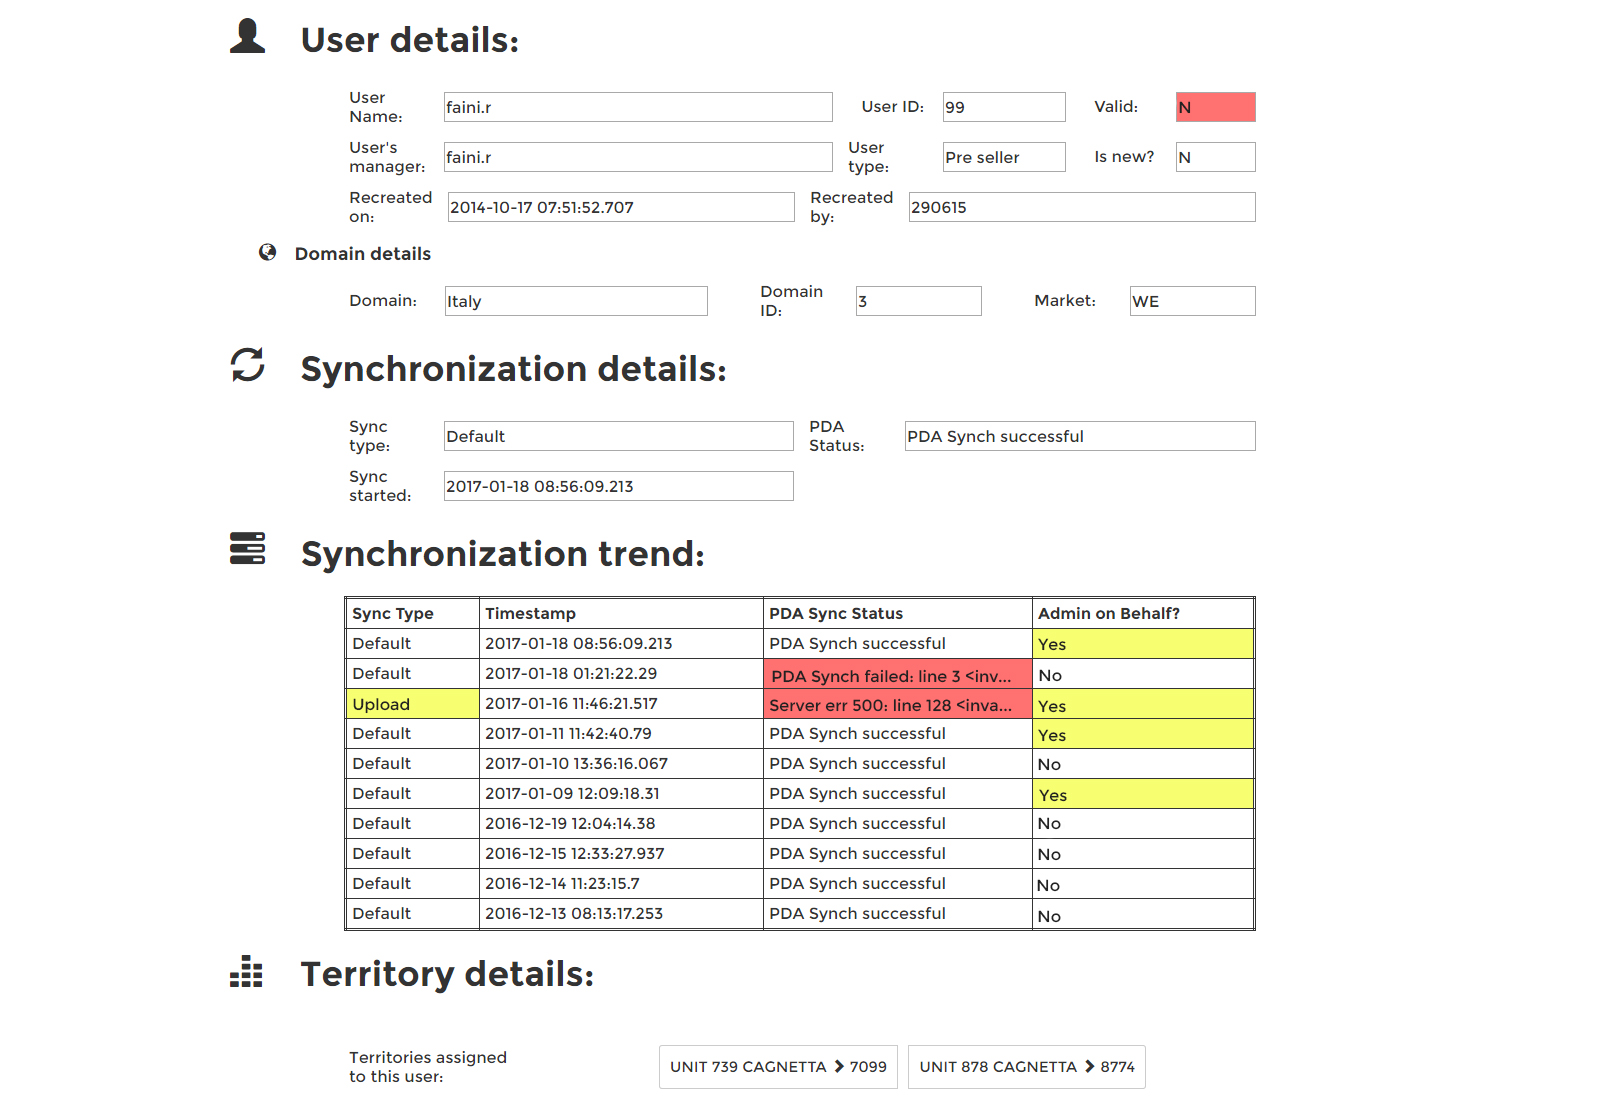 User details:
User Name: faini.r User ID: 99 Valid: N
User's manager: faini.r User type: Pre seller Is new? N
Recreated on: 2014-10-17 07:51:52.707 Recreated by: 290615
Domain details
Domain: Italy Domain ID: 3 Market: WE
Synchronization details:
Sync type: Default PDA Status: PDA Synch successful
Sync started: 2017-01-18 08:56:09.213
Synchronization trend:
Sync Type Timestamp PDA Sync Status Admin on Behalf?
Default 2017-01-18 08:56:09.213 PDA Synch successful Yes
Default 2017-01-18 01:21:22.29 PDA Synch failed: line 3 <inv... No
Upload 2017-01-16 11:46:21.517 Server err 500: line 128 <inva... Yes
Default 2017-01-11 11:42:40.79 PDA Synch successful Yes
Default 2017-01-10 13:36:16.067 PDA Synch successful No
Default 2017-01-09 12:09:18.31 PDA Synch successful Yes
Default 2016-12-19 12:04:14.38 PDA Synch successful No
Default 2016-12-15 12:33:27.937 PDA Synch successful No
Default 2016-12-14 11:23:15.7 PDA Synch successful No
Default 2016-12-13 08:13:17.253 PDA Synch successful No
Territory details:
Territories assigned to this user: UNIT 739 CAGNETTA > 7099 UNIT 878 CAGNETTA > 8774